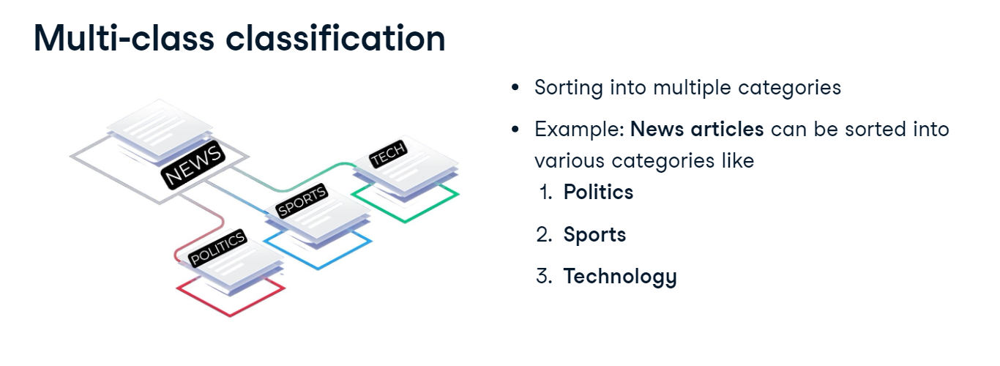 Multi-class classification
NEWS
TECH
SPORTS
POLITICS
• Sorting into multiple categories
• Example: News articles can be sorted into
various categories like
1. Politics
2. Sports
3. Technology